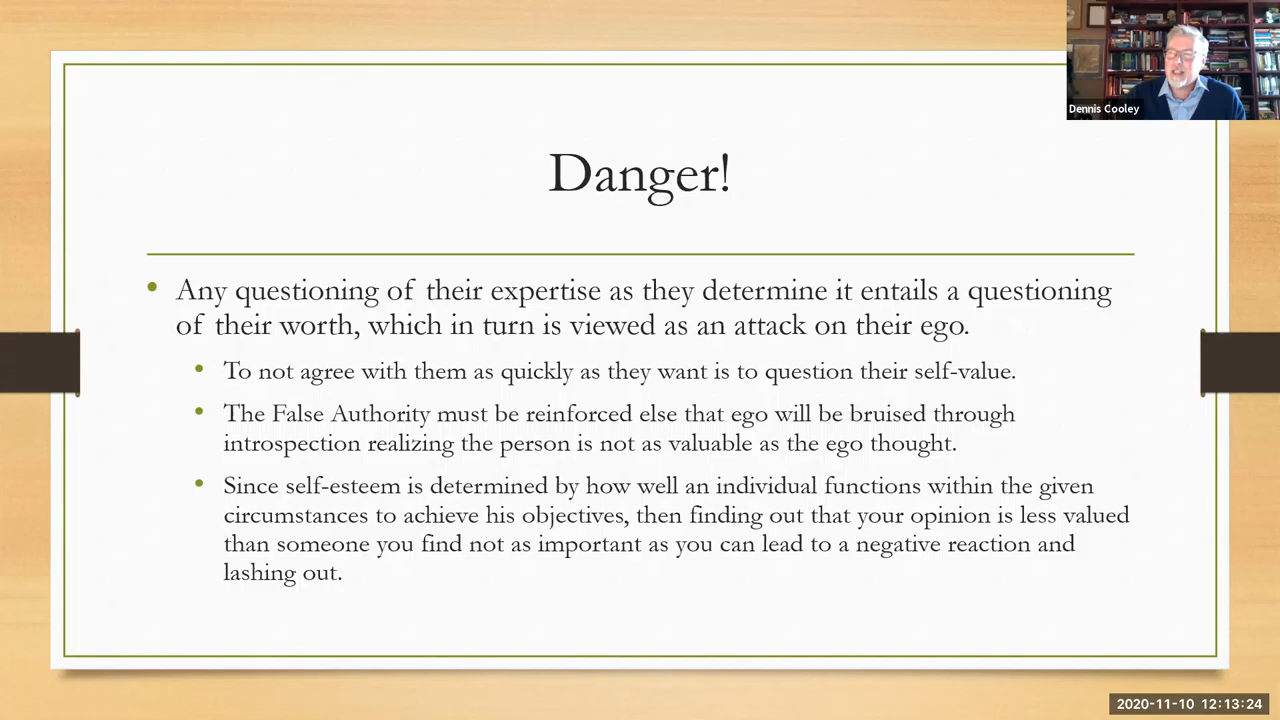 Dennis Cooley
Danger!
• Any questioning of their expertise as they determine it entails a questioning
of their worth, which in turn is viewed as an attack on their ego.
• To not agree with them as quickly as they want is to question their self-value.
• The False Authority must be reinforced else that ego will be bruised through
introspection realizing the person is not as valuable as the ego thought.
• Since self-esteem is determined by how well an individual functions within the given
circumstances to achieve his objectives, then finding out that your opinion is less valued
than someone you find not as important as you can lead to a negative reaction and
lashing out.
2020-11-10 12:13:24